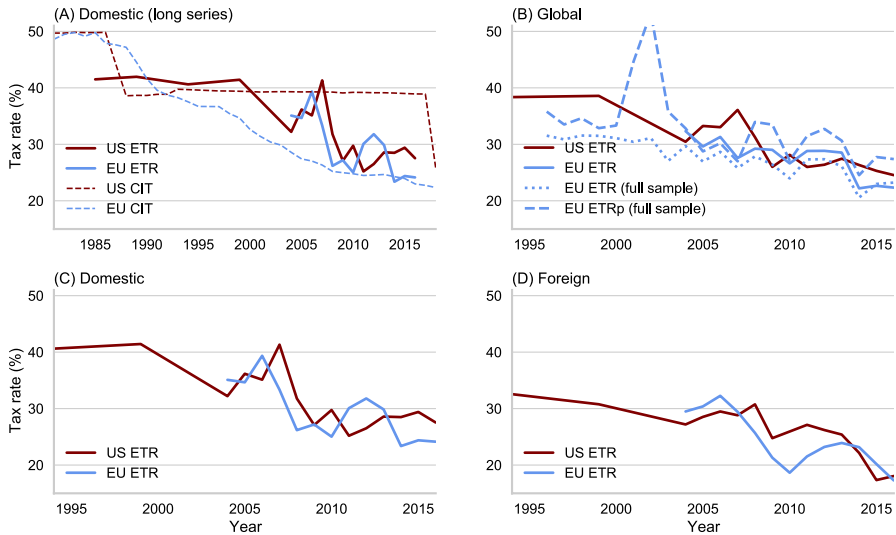 (A) Domestic (long series)
50
40
30
20
Tax rate (%)
US ETR
EU ETR
US CIT
EU CIT
1985 1990 1995 2000 2005 2010 2015
(B) Global
50
40
30
20
US ETR
EU ETR
EU ETR (full sample)
EU ETRp (full sample)
1995 2000 2005 2010 2015
(C) Domestic
50
40
30
20
Tax rate (%)
US ETR
EU ETR
1995 2000 2005 2010 2015
Year
(D) Foreign
50
40
30
20
US ETR
EU ETR
1995 2000 2005 2010 2015
Year